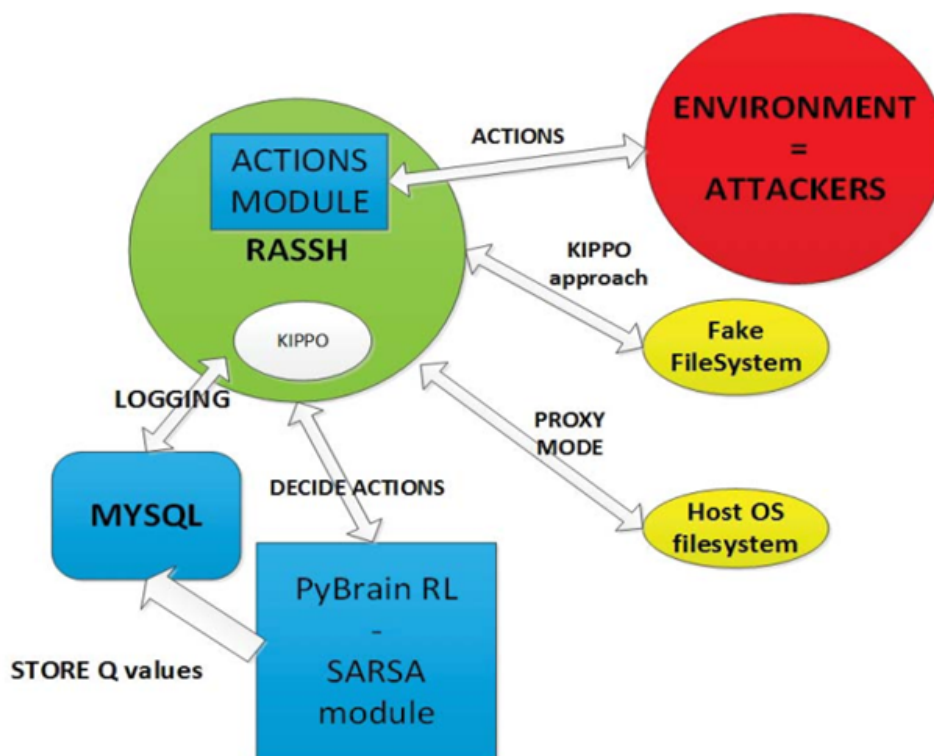 ENVIRONMENT
=
ATTACKERS
ACTIONS
ACTIONS
MODULE
RASSH
KIPPO
approach
KIPPO
Fake
FileSystem
LOGGING
PROXY
MODE
DECIDE ACTIONS
MYSQL
Host OS
filesystem
PyBrain RL
-
SARSA
module
STORE Q values